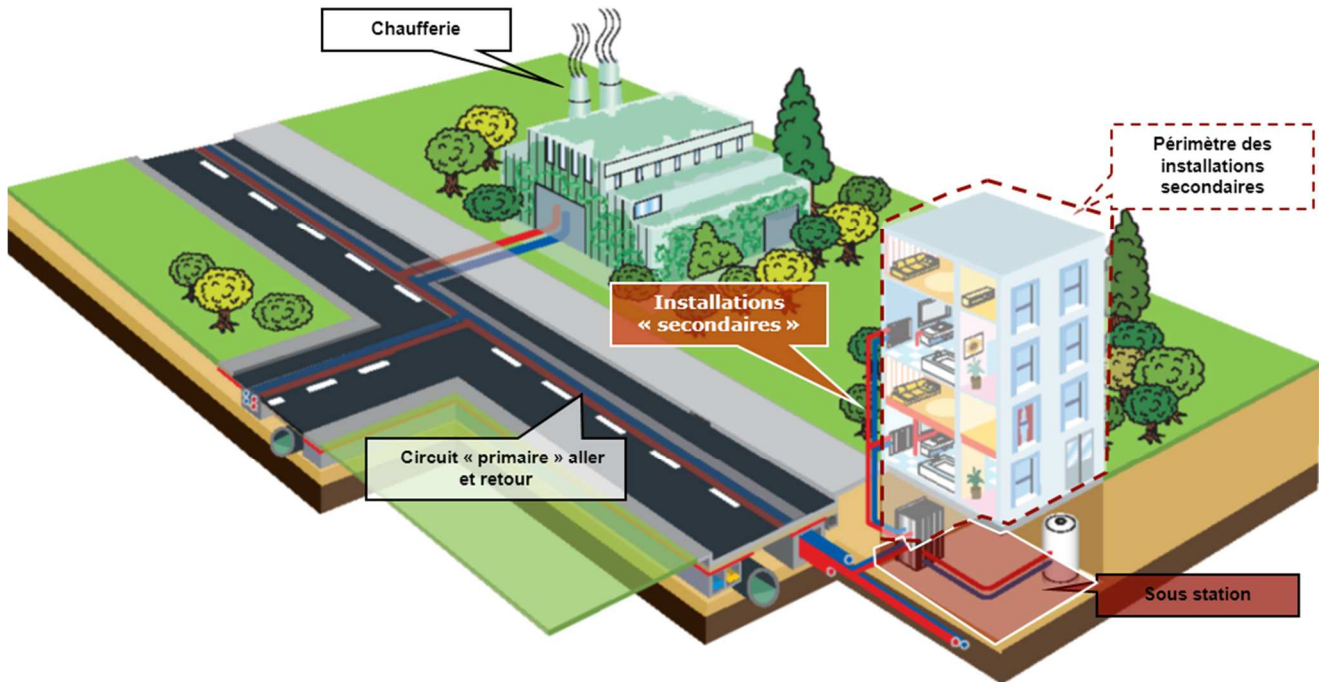 Chaufferie
Périmètre des
installations
secondaires
Installations
« secondaires »
Circuit « primaire » aller
et retour
Sous station